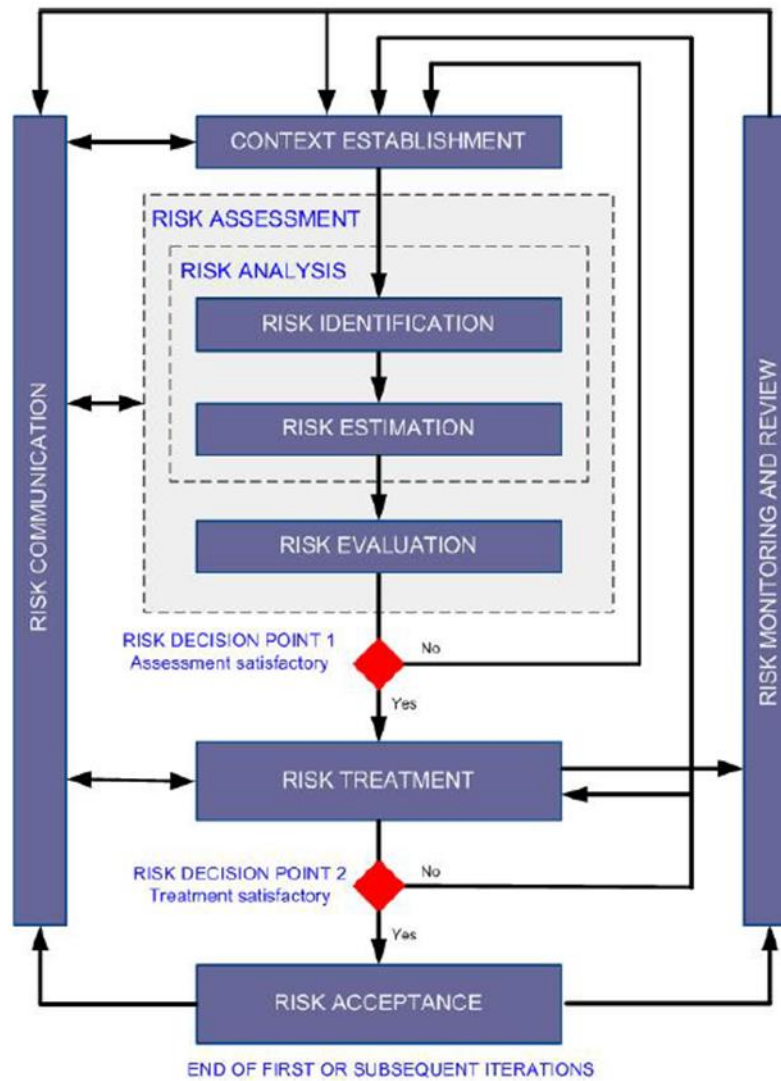 CONTEXT ESTABLISHMENT
RISK ASSESSMENT
RISK ANALYSIS
RISK IDENTIFICATION
RISK ESTIMATION
RISK EVALUATION
RISK COMMUNICATION
RISK MONITORING AND REVIEW
RISK DECISION POINT 1
Assessment satisfactory
No
Yes
RISK TREATMENT
RISK DECISION POINT 2
Treatment satisfactory
No
Yes
RISK ACCEPTANCE
END OF FIRST OR SUBSEQUENT ITERATIONS